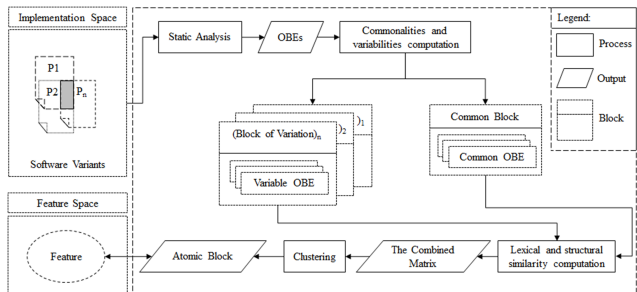 Implementation Space
P1
P2
Pn
Software Variants
Static Analysis
OBEs
Commonalities and
variabilities computation
Legend:
Process
Output
Block
)1
)2
(Block of Variation)n
Variable OBE
Common Block
Common OBE
Feature Space
Feature
Atomic Block
Clustering
The Combined
Matrix
Lexical and structural
similarity computation